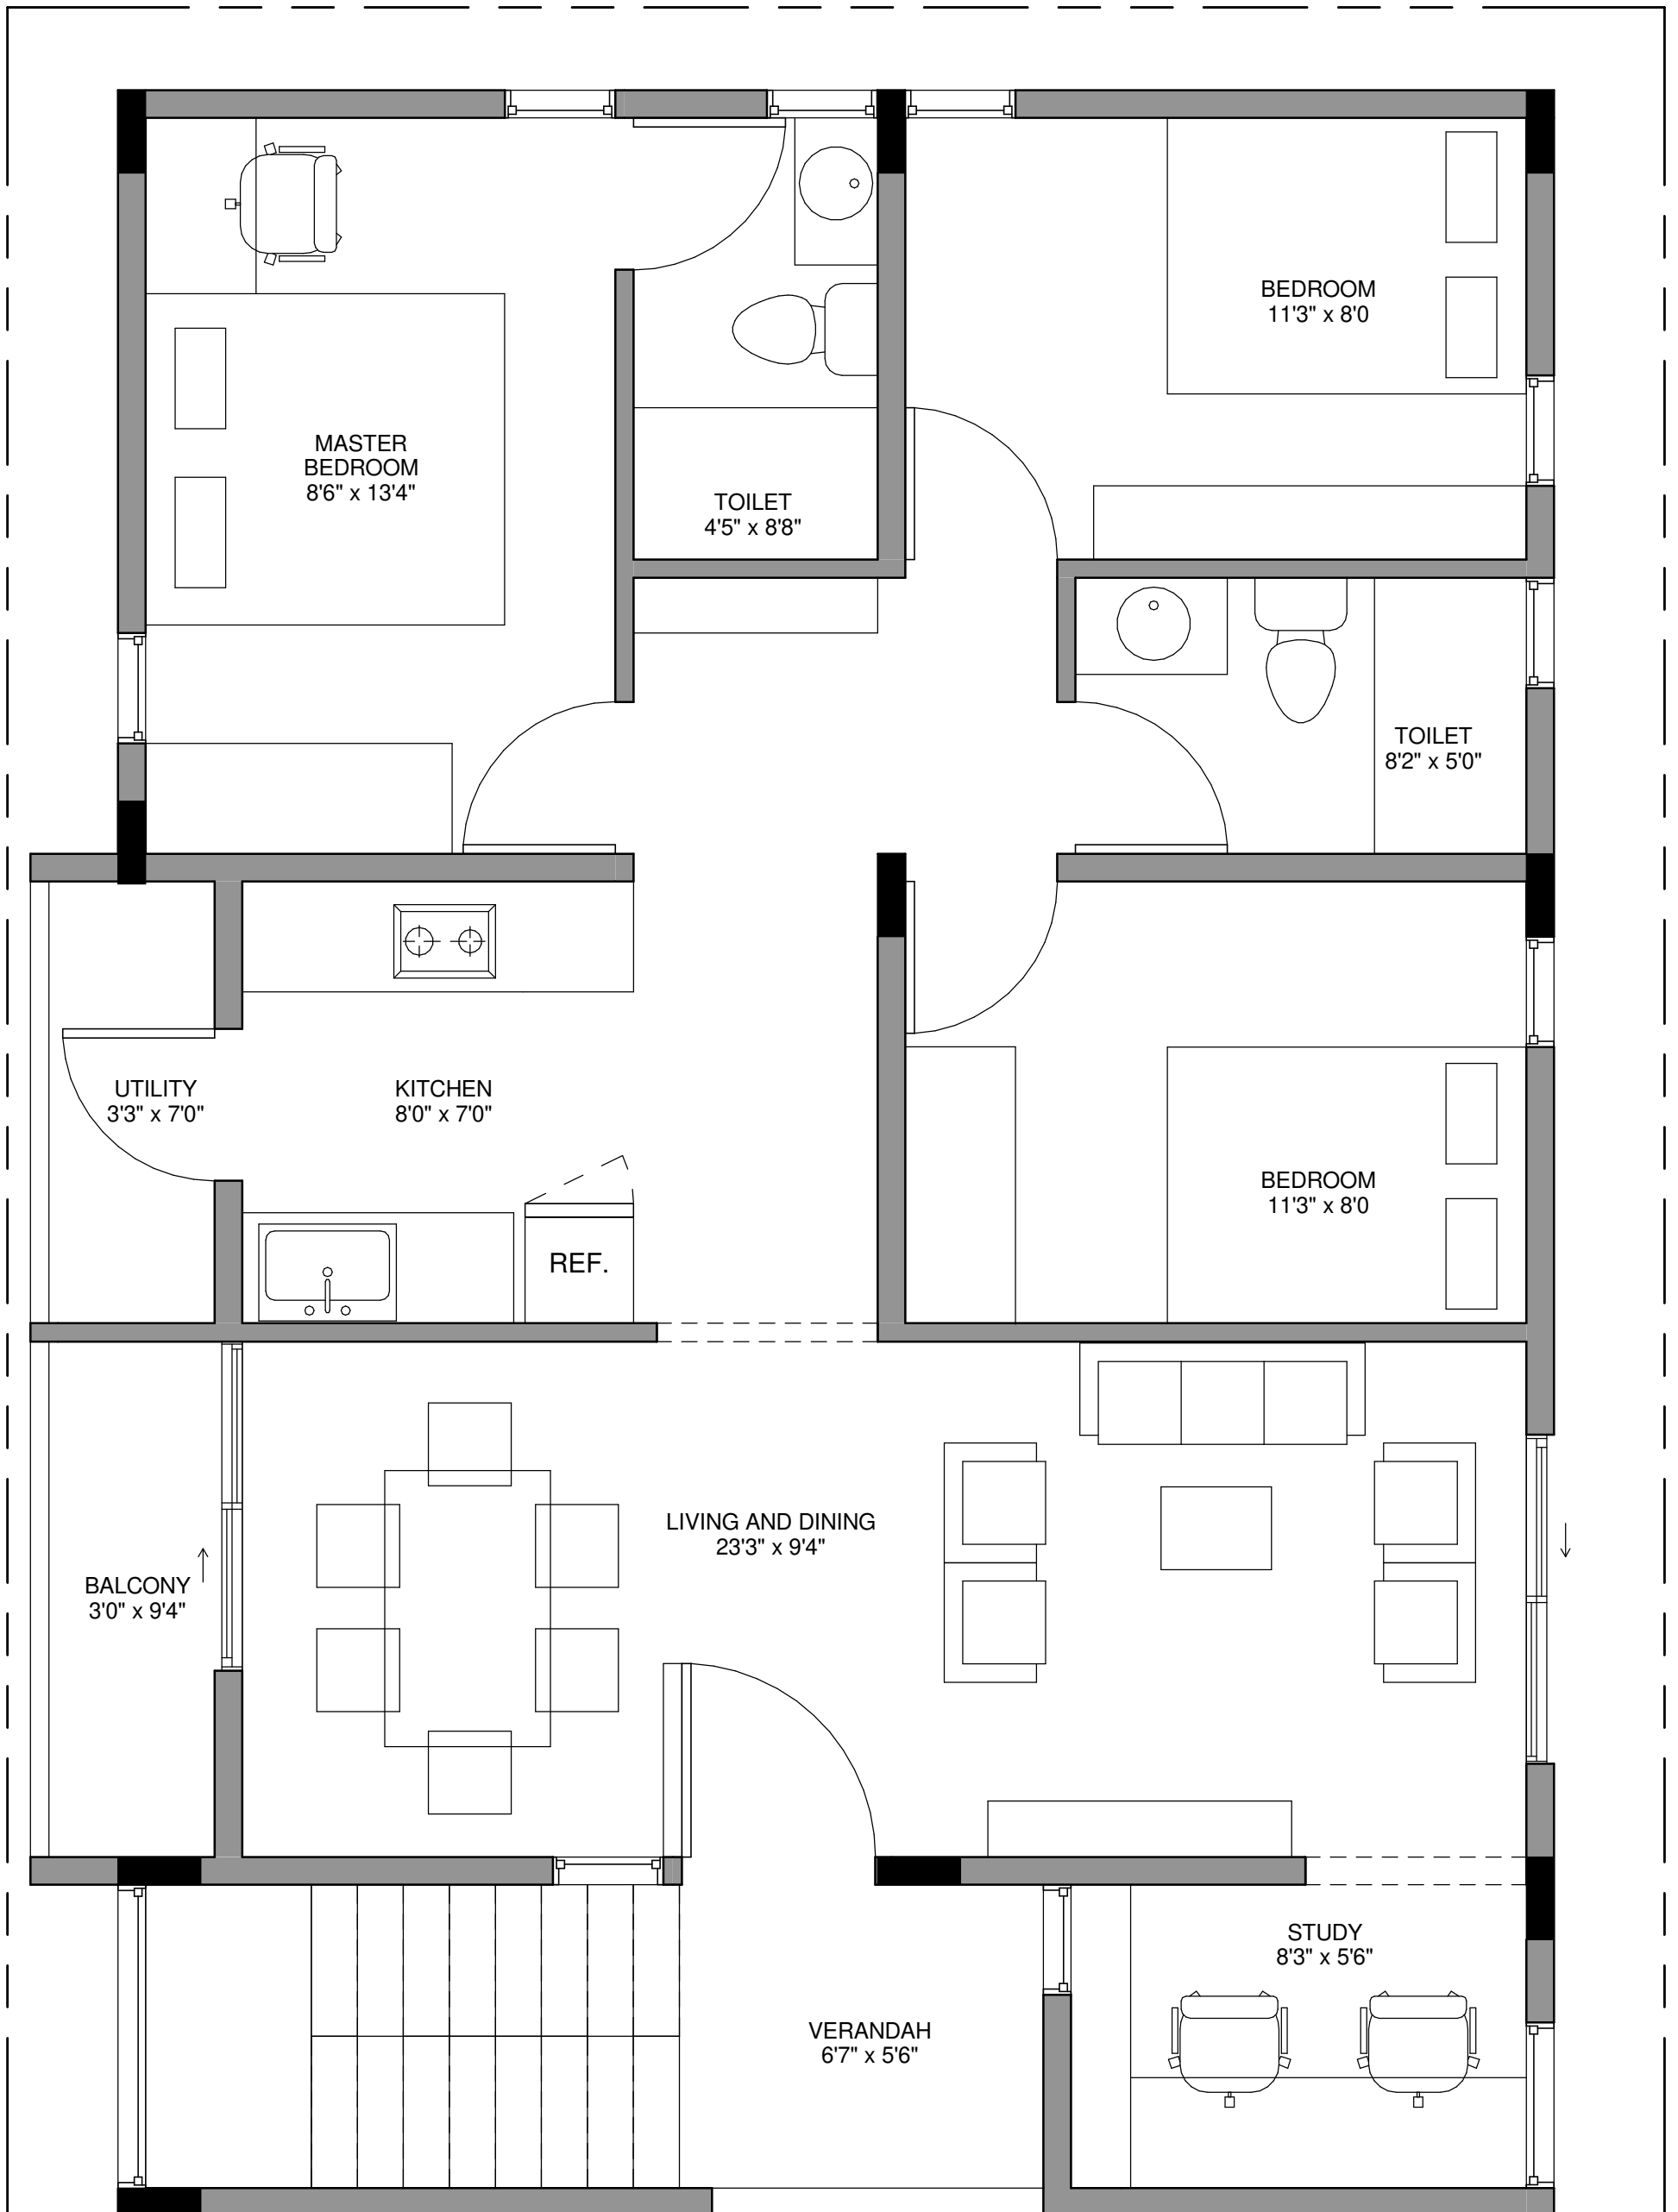 BEDROOM
11'3" x 8'0
MASTER
BEDROOM
8'6" x 13'4"
TOILET
4'5" x 8'8"
TOILET
8'2" x 5'0"
UTILITY
3'3" x 7'0"
KITCHEN
8'0" x 7'0"
BEDROOM
11'3" x 8'0
REF.
LIVING AND DINING
23'3" x 9'4"
BALCONY
3'0" x 9'4"
STUDY
8'3" x 5'6"
VERANDAH
6'7" x 5'6"